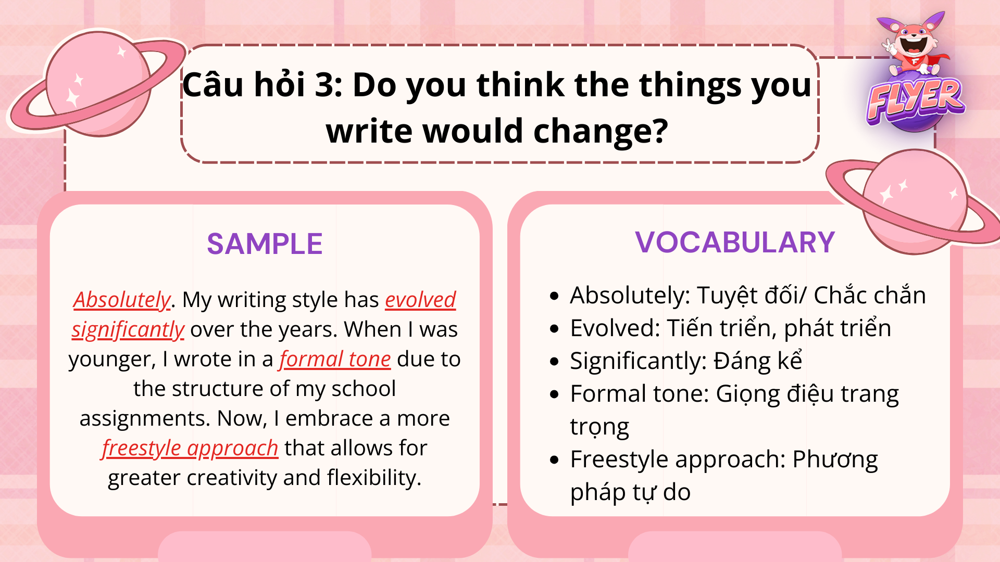 Câu hỏi 3: Do you think the things you
write would change?
FLYER
SAMPLE
Absolutely. My writing style has evolved
significantly over the years. When I was
younger, I wrote in a formal tone due to
the structure of my school
assignments. Now, I embrace a more
freestyle approach that allows for
greater creativity and flexibility.
VOCABULARY
• Absolutely: Tuyệt đối/ Chắc chắn
• Evolved: Tiến triển, phát triển
• Significantly: Đáng kể
• Formal tone: Giọng điệu trang
trọng
• Freestyle approach: Phương
pháp tự do